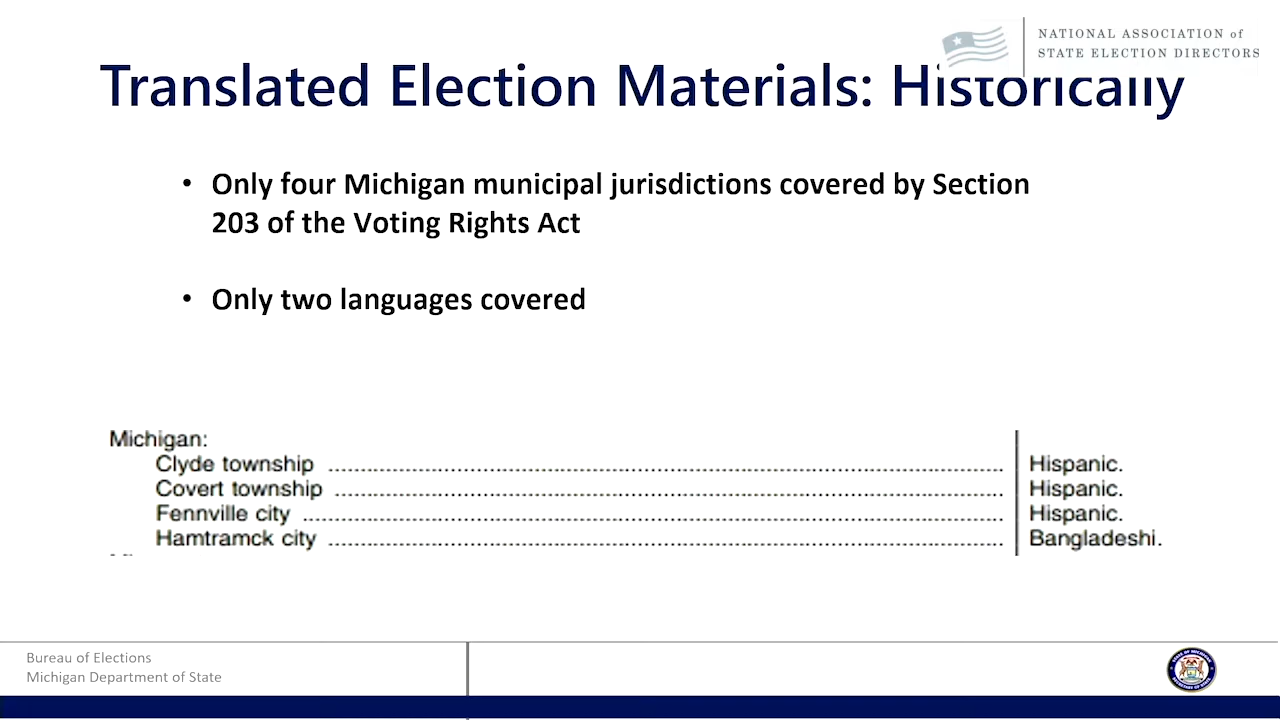 NATIONAL ASSOCIATION of
STATE ELECTION DIRECTORS
Translated Election Materials: Historically
• Only four Michigan municipal jurisdictions covered by Section
203 of the Voting Rights Act
• Only two languages covered
Michigan:
Clyde township ........ Hispanic.
Covert township ........ Hispanic.
Fennville city ........ Hispanic.
Hamtramck city ........ Bangladeshi.
Bureau of Elections
Michigan Department of State